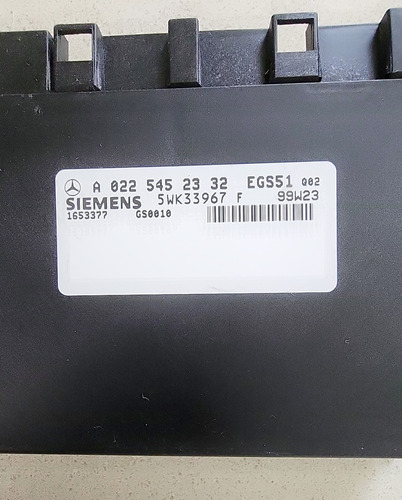 A 022 545 23 32 EGS51 Q02
SIEMENS 5WK33967 F 99W23
1653377 GS0010